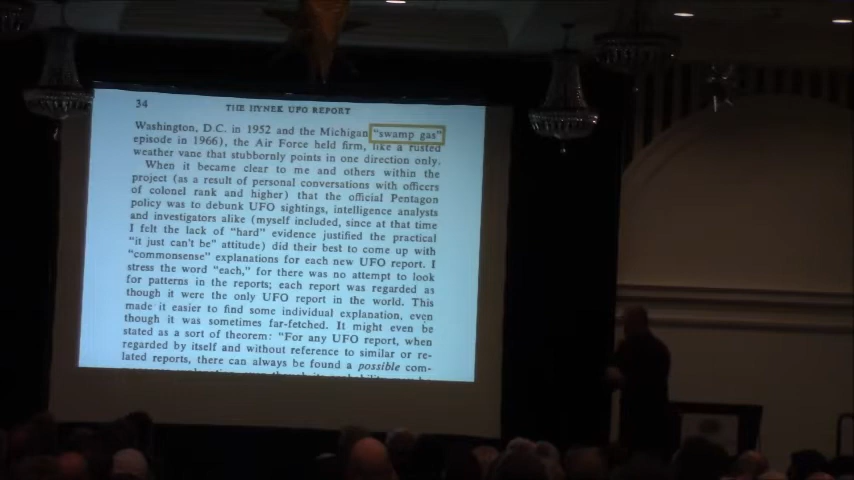 34
THE HYNEK UFO REPORT
Washington, D.C. in 1952 and the Michigan "swamp gas"
episode in 1966), the Air Force held firm, like a rusted
weather vane that stubbornly points in one direction only.
When it became clear to me and others within the
project (as a result of personal conversations with officers
of colonel rank and higher) that the official Pentagon
policy was to debunk UFO sightings, intelligence analysts
and investigators alike (myself included, since at that time
I felt the lack of "hard" evidence justified the practical
"it just can't be" attitude) did their best to come up with
"commonsense" explanations for each new UFO report. I
stress the word "each," for there was no attempt to look
for patterns in the reports; each report was regarded as
though it were the only UFO report in the world. This
made it easier to find some individual explanation, even
though it was sometimes far-fetched. It might even be
stated as a sort of theorem: "For any UFO report, when
regarded by itself and without reference to similar or re-
lated reports, there can always be found a possible com-